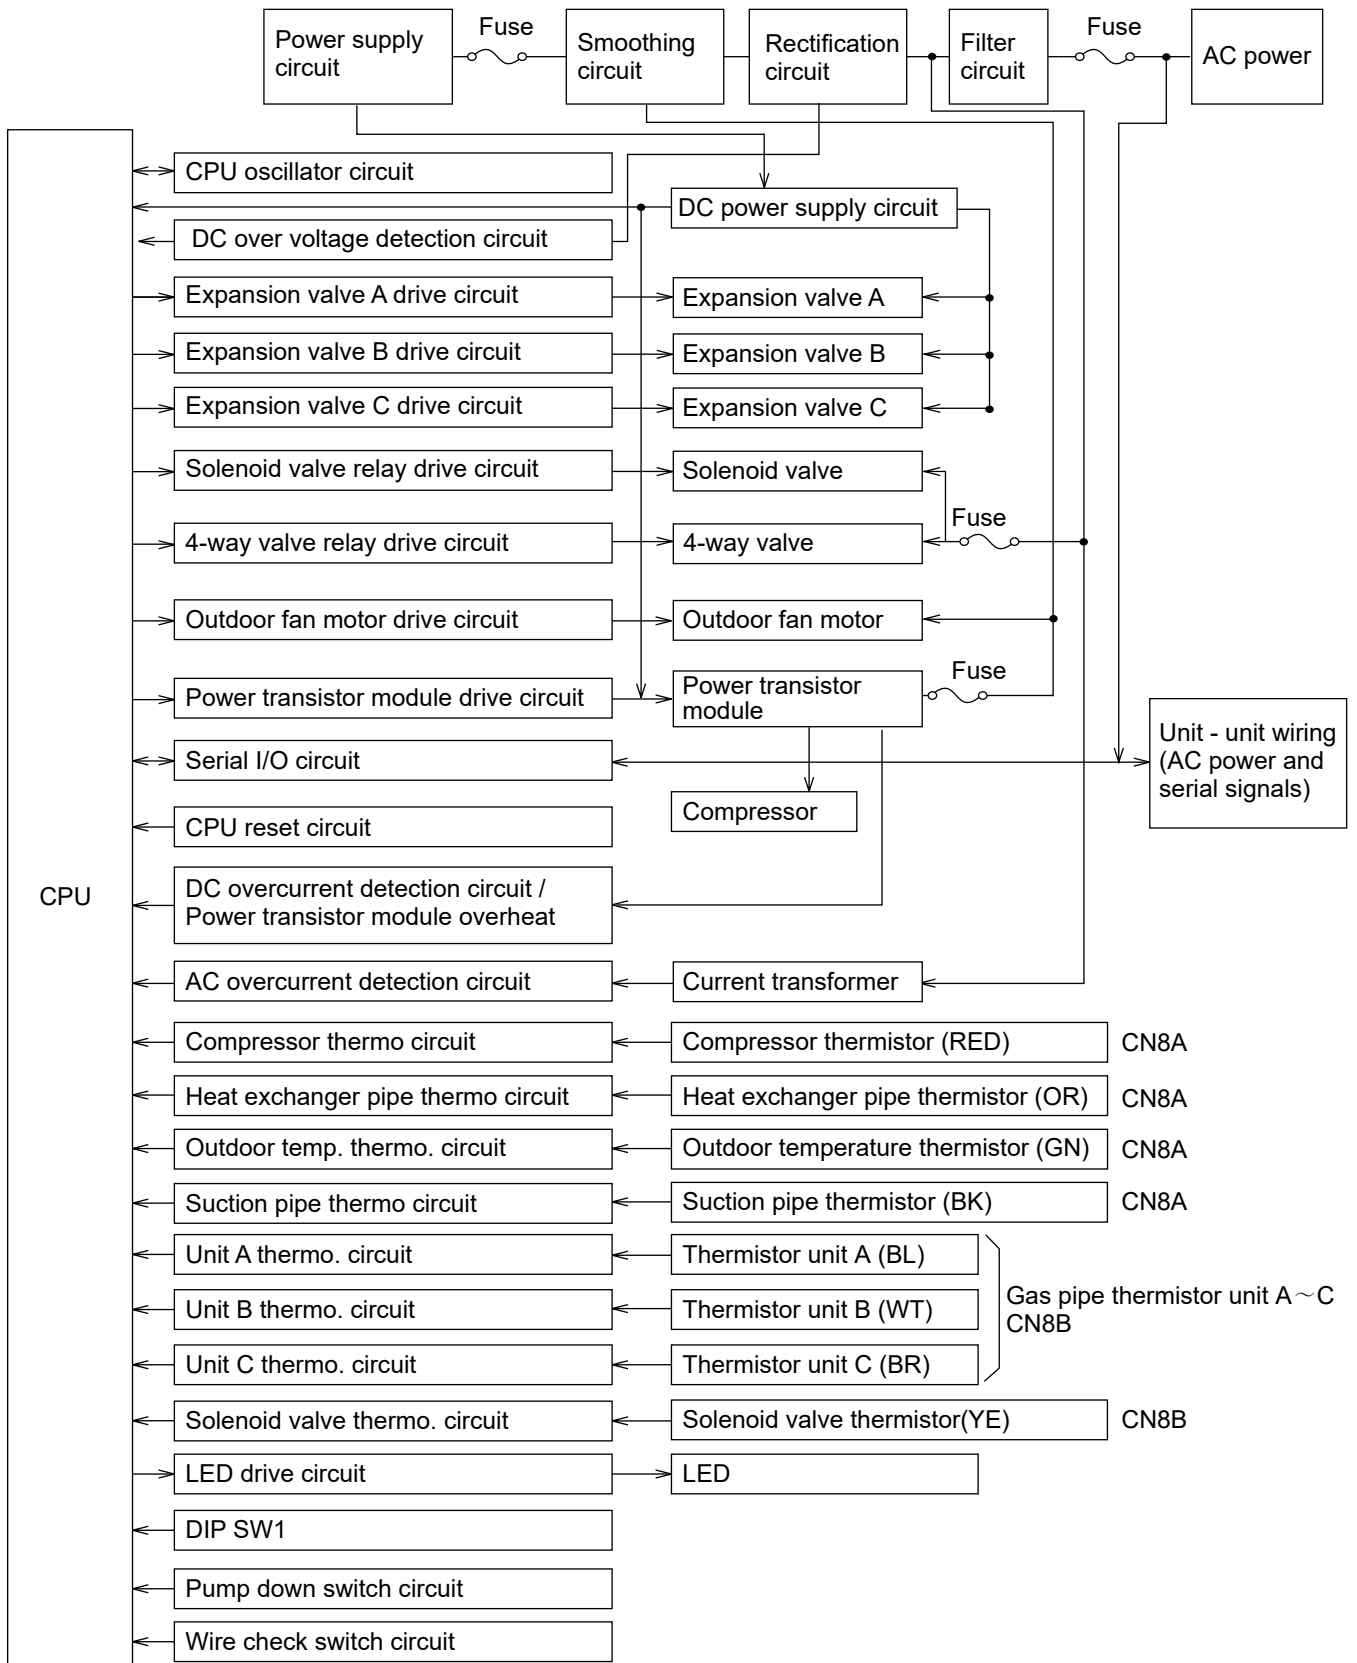 Power supply
circuit
Fuse
Smoothing
circuit
Rectification
circuit
Filter
circuit
Fuse
AC power
CPU oscillator circuit
DC power supply circuit
DC over voltage detection circuit
Expansion valve A drive circuit
Expansion valve A
Expansion valve B drive circuit
Expansion valve B
Expansion valve C drive circuit
Expansion valve C
Solenoid valve relay drive circuit
Solenoid valve
Fuse
4-way valve relay drive circuit
4-way valve
Outdoor fan motor drive circuit
Outdoor fan motor
Fuse
Power transistor module drive circuit
Power transistor
module
Unit - unit wiring
(AC power and
serial signals)
Serial I/O circuit
Compressor
CPU reset circuit
CPU
DC overcurrent detection circuit /
Power transistor module overheat
AC overcurrent detection circuit
Current transformer
Compressor thermo circuit
Compressor thermistor (RED)
CN8A
Heat exchanger pipe thermo circuit
Heat exchanger pipe thermistor (OR)
CN8A
Outdoor temp. thermo. circuit
Outdoor temperature thermistor (GN)
CN8A
Suction pipe thermo circuit
Suction pipe thermistor (BK)
CN8A
Unit A thermo. circuit
Thermistor unit A (BL)
Unit B thermo. circuit
Thermistor unit B (WT)
Gas pipe thermistor unit A～C
CN8B
Unit C thermo. circuit
Thermistor unit C (BR)
Solenoid valve thermo. circuit
Solenoid valve thermistor(YE)
CN8B
LED drive circuit
LED
DIP SW1
Pump down switch circuit
Wire check switch circuit